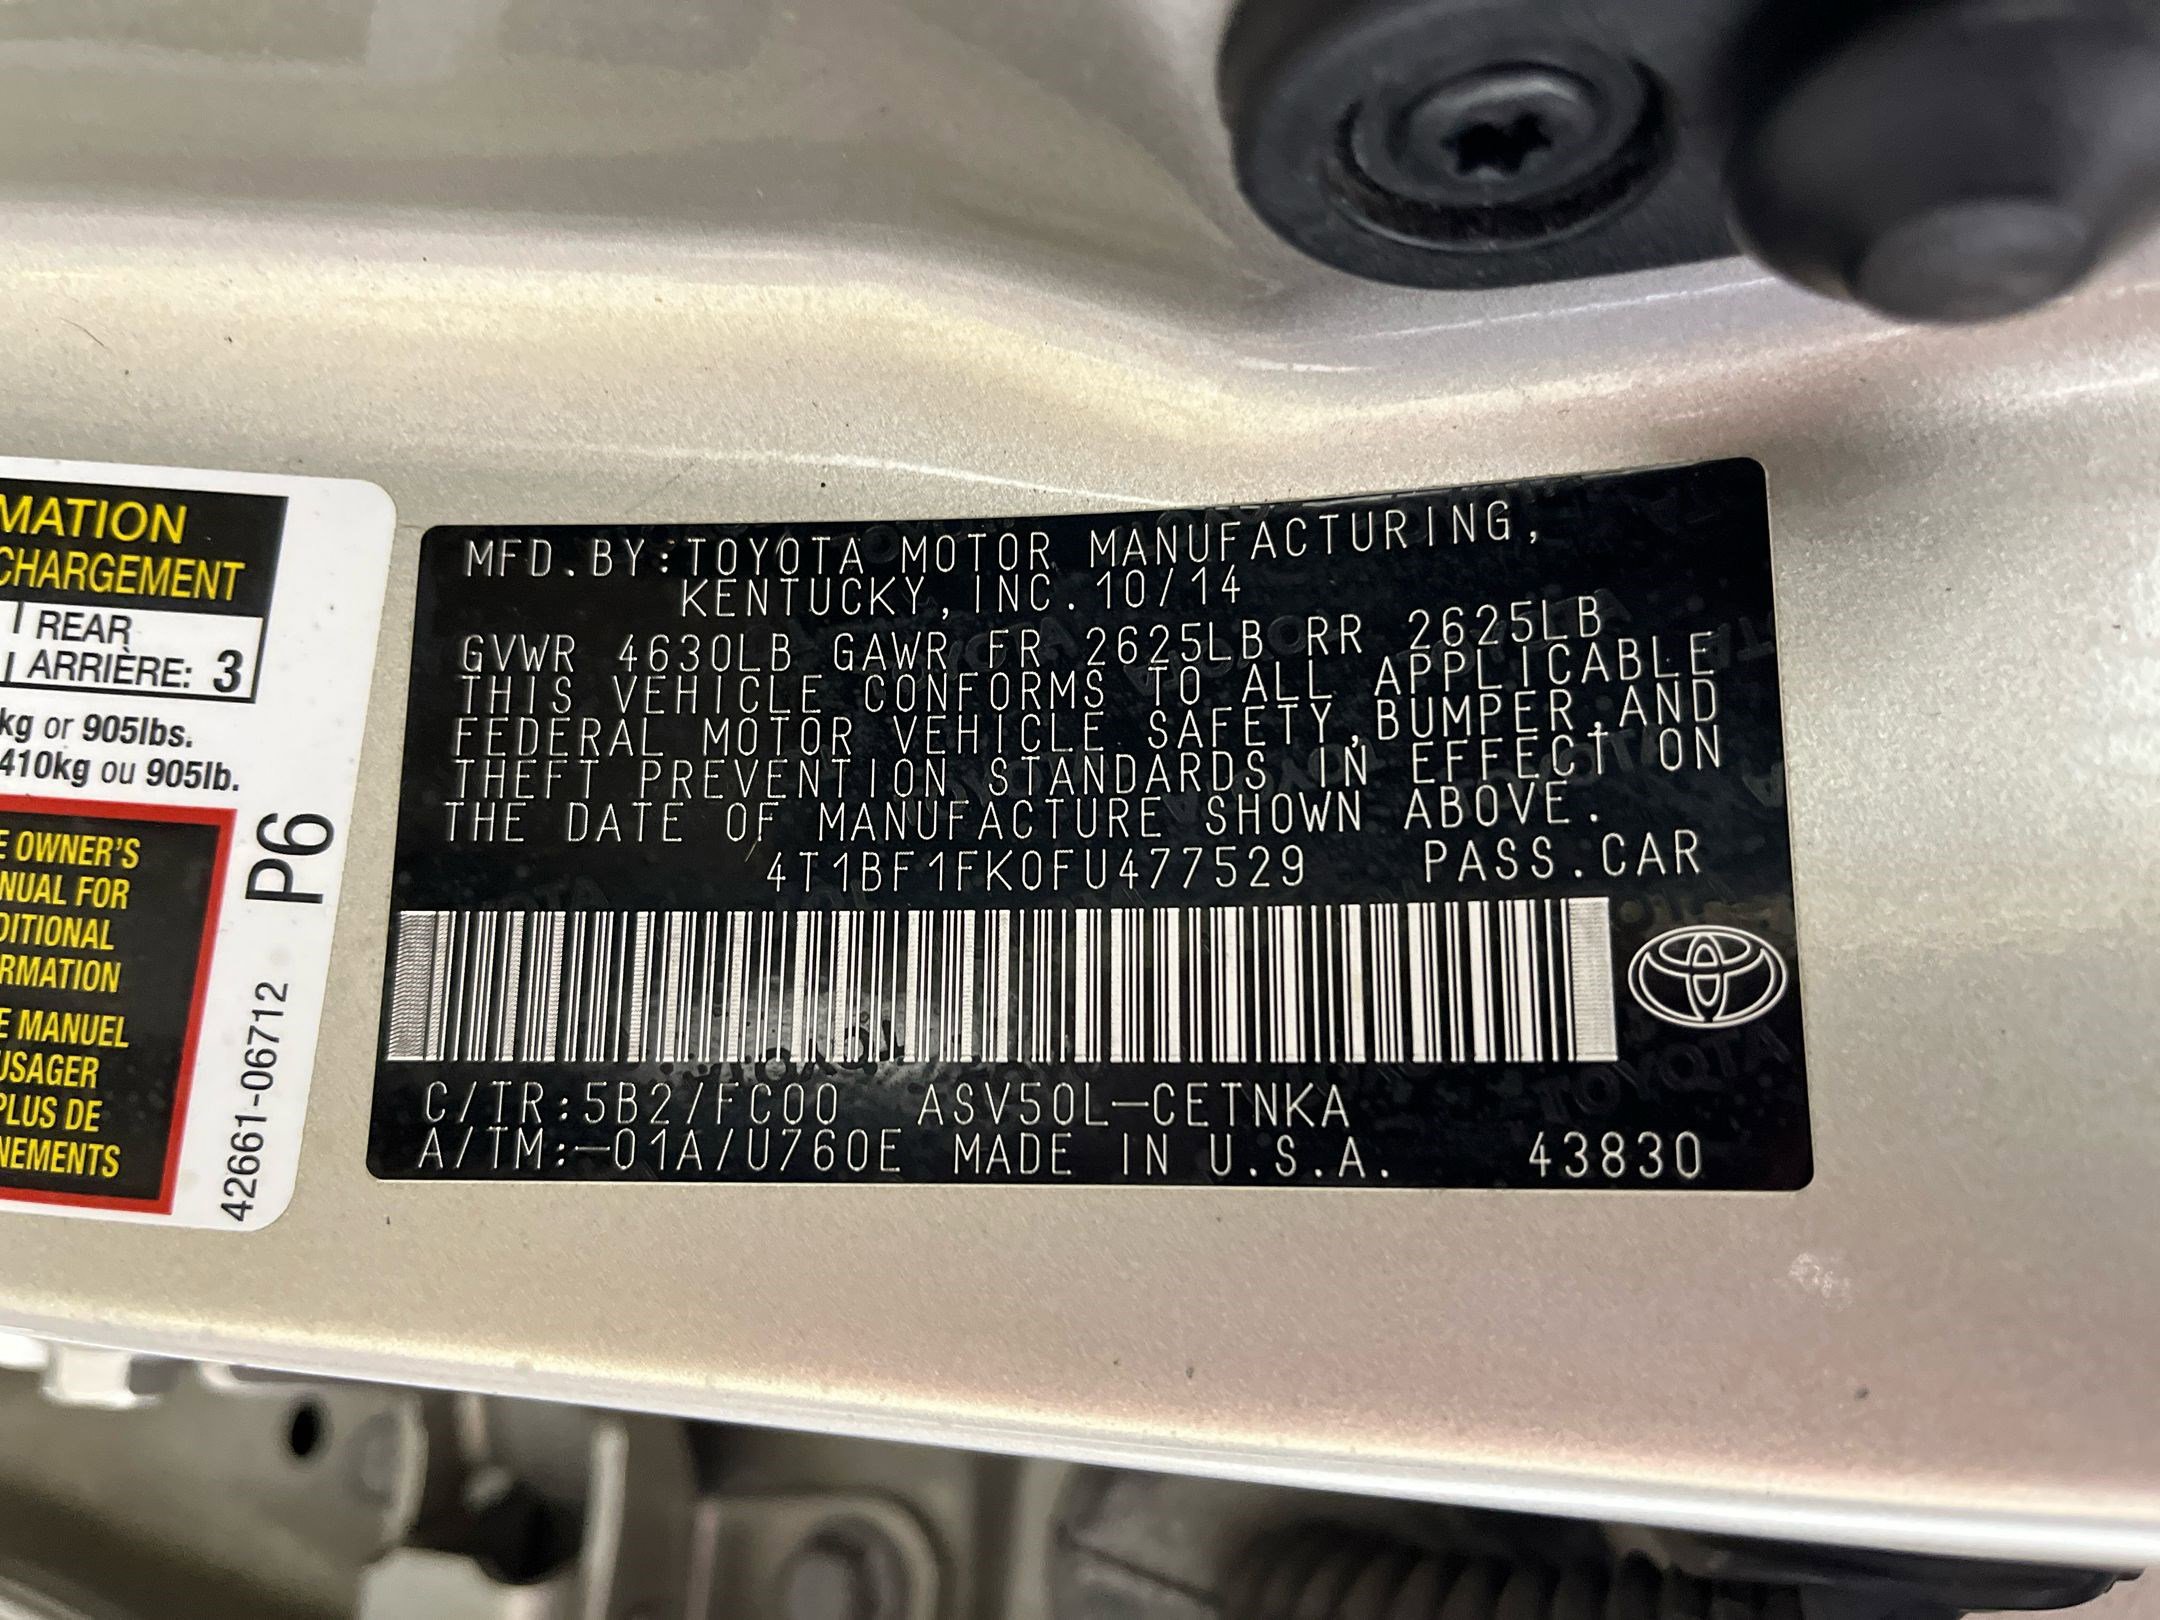 MATION
CHARGEMENT
REAR
ARRIÈRE: 3
kg or 905lbs.
410kg ou 905lb.
E OWNER'S
NUAL FOR
DITIONAL
RMATION
E MANUEL
USAGER
PLUS DE
NEMENTS
P6
42661-06712
MFD.BY:TOYOTA MOTOR MANUFACTURING,
KENTUCKY,INC.10/14
GVWR 4630LB GAWR FR 2625LB RR 2625LB
THIS VEHICLE CONFORMS TO ALL APPLICABLE
FEDERAL MOTOR VEHICLE SAFETY,BUMPER,AND
THEFT PREVENTION STANDARDS IN EFFECT ON
THE DATE OF MANUFACTURE SHOWN ABOVE.
4T1BF1FK0FU477529 PASS.CAR
C/TR:5B2/FC00 ASV50L-CETNKA
A/TM:-01A/U760E MADE IN U.S.A. 43830